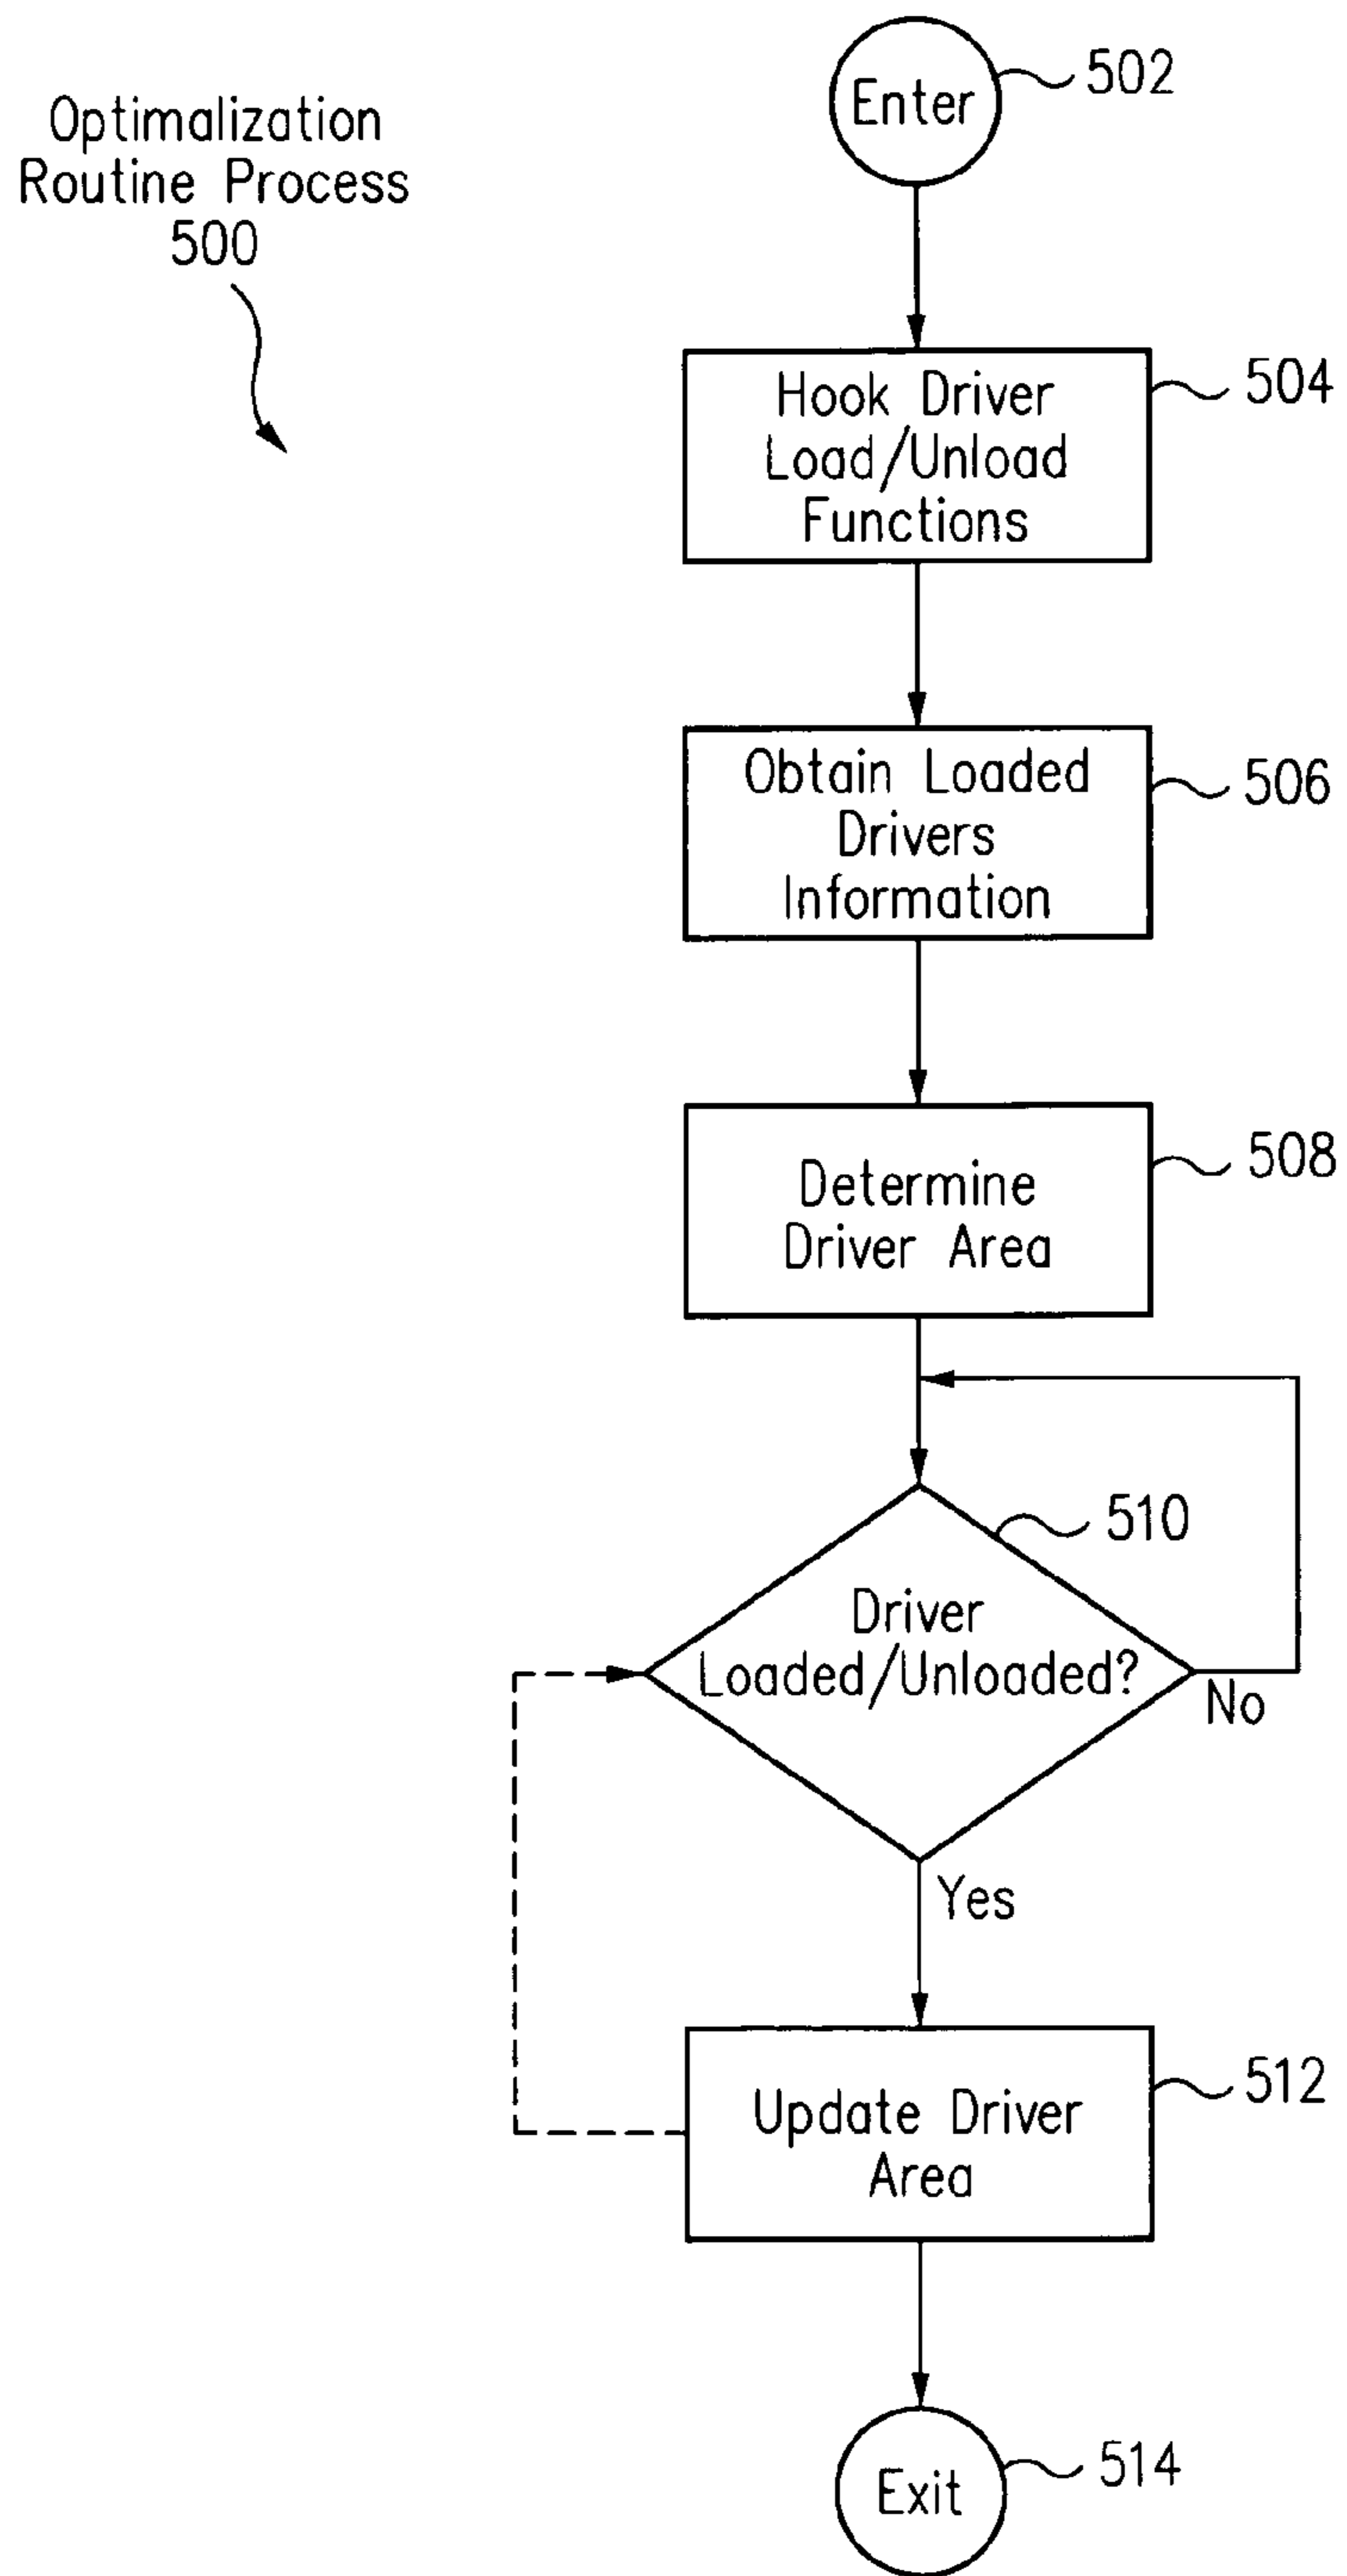 Optimalization
Routine Process
500
Enter
502
Hook Driver
Load/Unload
Functions
504
Obtain Loaded
Drivers
Information
506
Determine
Driver Area
508
510
Driver
Loaded/Unloaded?
No
Yes
Update Driver
Area
512
Exit
514